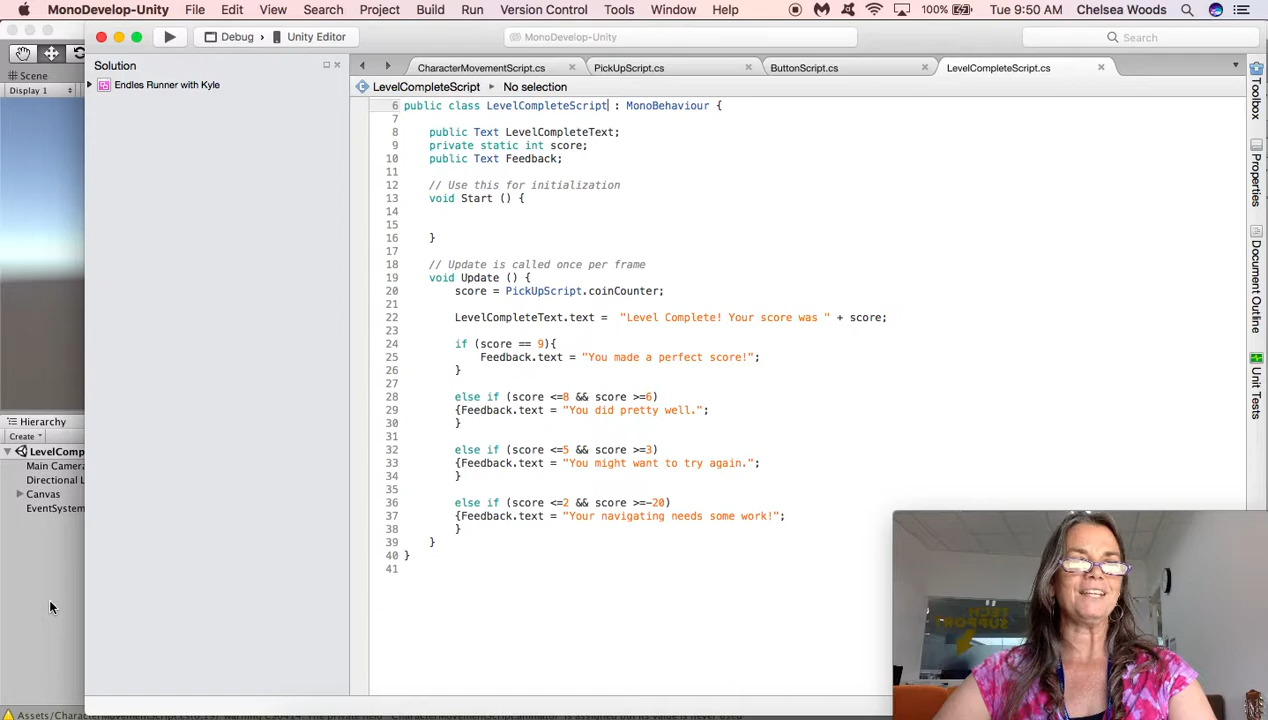 MonoDevelop-Unity File Edit View Search Project Build Run Version Control Tools Window Help 100% Tue 9:50 AM Chelsea Woods
Debug > Unity Editor MonoDevelop-Unity Search
Solution CharacterMovementScript.cs PickUpScript.cs ButtonScript.cs LevelCompleteScript.cs
Scene
Endles Runner with Kyle
Display 1
LevelCompleteScript No selection
Toolbox
Properties
Document Outline
Unit Tests
6 public class LevelCompleteScript : MonoBehaviour {
7
8 public Text LevelCompleteText;
9 private static int score;
10 public Text Feedback;
11
12 // Use this for initialization
13 void Start () {
14
15
16 }
17
18 // Update is called once per frame
19 void Update () {
20 score = PickUpScript.coinCounter;
21
22 LevelCompleteText.text =  "Level Complete! Your score was " + score;
23
24 if (score == 9){
25 Feedback.text = "You made a perfect score!";
26 }
27
28 else if (score <=8 && score >=6)
29 {Feedback.text = "You did pretty well.";
30 }
31
32 else if (score <=5 && score >=3)
33 {Feedback.text = "You might want to try again.";
34 }
35
36 else if (score <=2 && score >=-20)
37 {Feedback.text = "Your navigating needs some work!";
38 }
39 }
40 }
41
Hierarchy
Create
LevelComp
Main Camera
Directional L
Canvas
EventSystem
TECH
SUPPORT